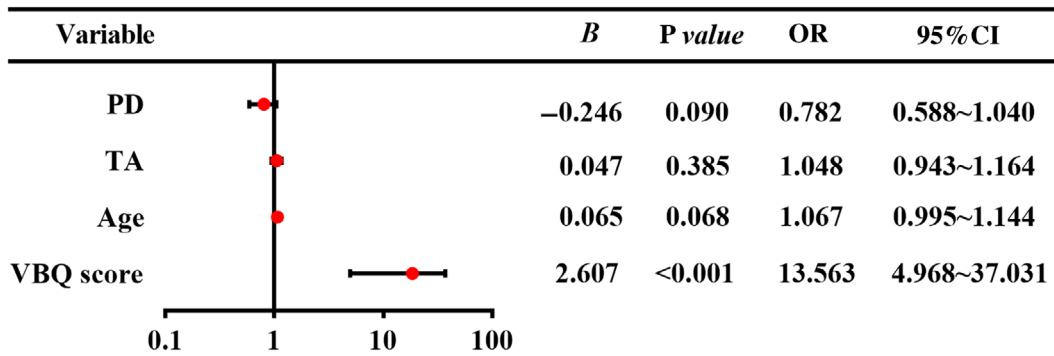 Variable B P value OR 95%CI
PD −0.246 0.090 0.782 0.588~1.040
TA 0.047 0.385 1.048 0.943~1.164
Age 0.065 0.068 1.067 0.995~1.144
VBQ score 2.607 <0.001 13.563 4.968~37.031
0.1 1 10 100